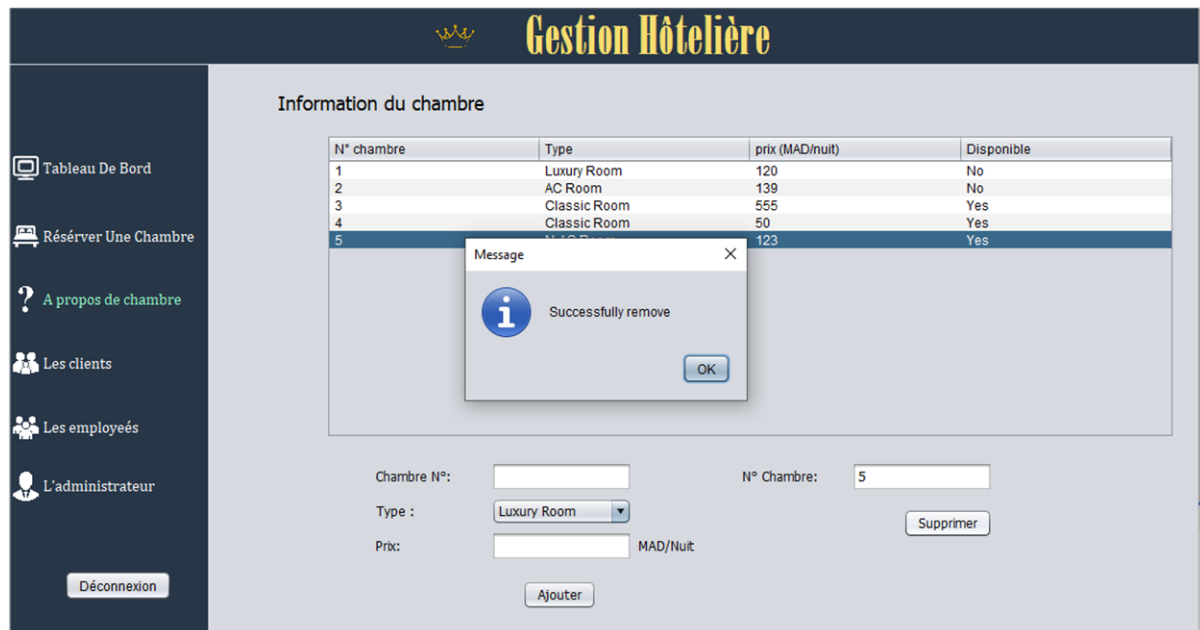 Gestion Hôtelière
Tableau De Bord
Résérver Une Chambre
A propos de chambre
Les clients
Les employeés
L'administrateur
Déconnexion
Information du chambre
N° chambre Type prix (MAD/nuit) Disponible
1 Luxury Room 120 No
2 AC Room 139 No
3 Classic Room 555 Yes
4 Classic Room 50 Yes
5 123 Yes
Message
Successfully remove
OK
Chambre N°:
Type : Luxury Room
Prix: MAD/Nuit
Ajouter
N° Chambre: 5
Supprimer